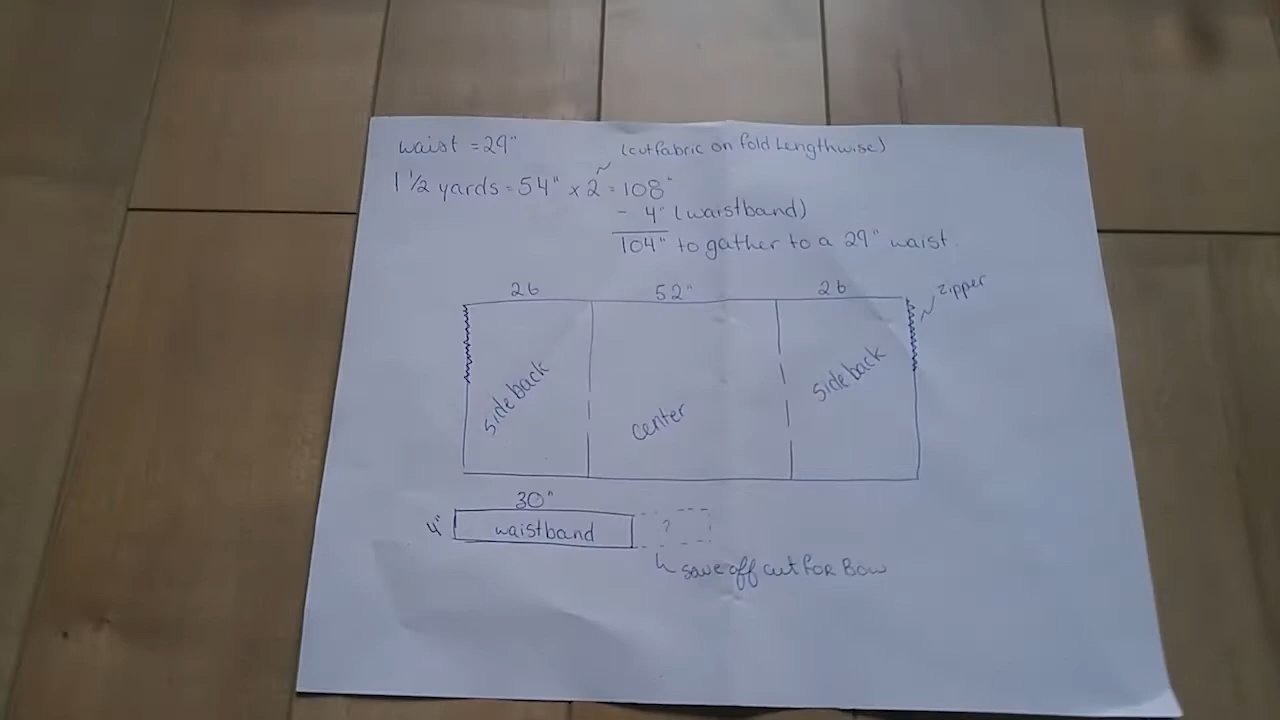 waist = 29"
(cut fabric on fold Lengthwise)
1 1/2 yards = 54" x 2 = 108"
- 4" (waistband)
104" to gather to a 29" waist
26 52" 26
zipper
side back
center
side back
30"
4"
waistband
?
save off cut for Bow